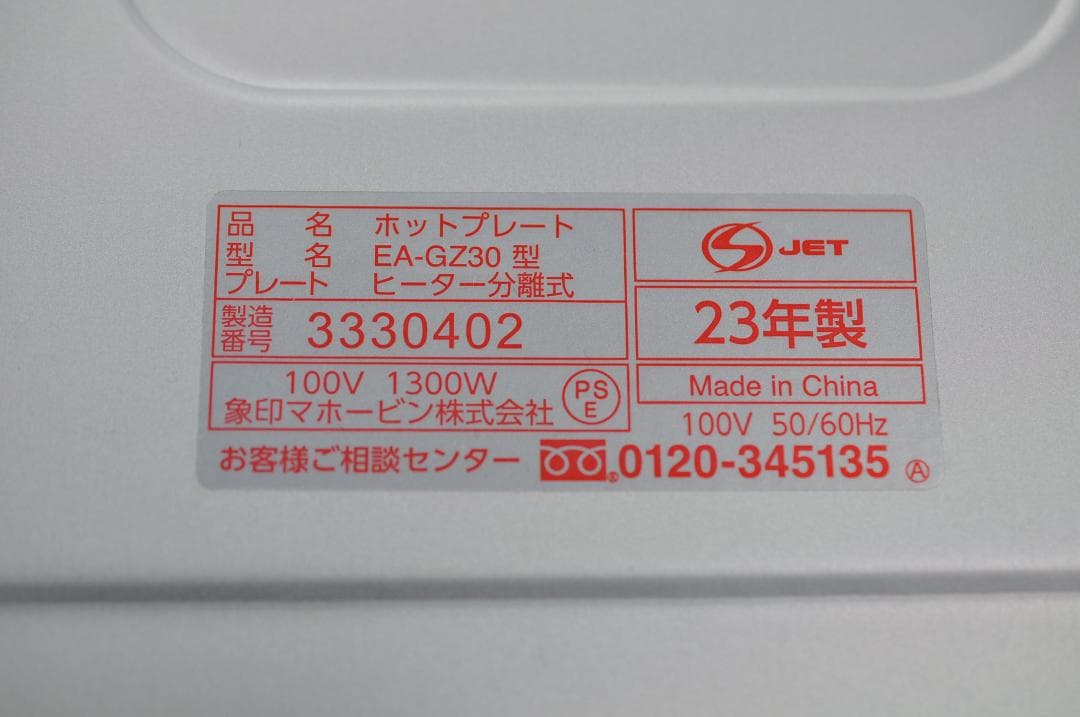 品名 ホットプレート
型名 EA-GZ30 型
プレート ヒーター分離式
製造番号 3330402
100V 1300W
象印マホービン株式会社
PSE
S JET
23年製
Made in China
100V 50/60Hz
お客様ご相談センター 0120-345135 Ⓐ